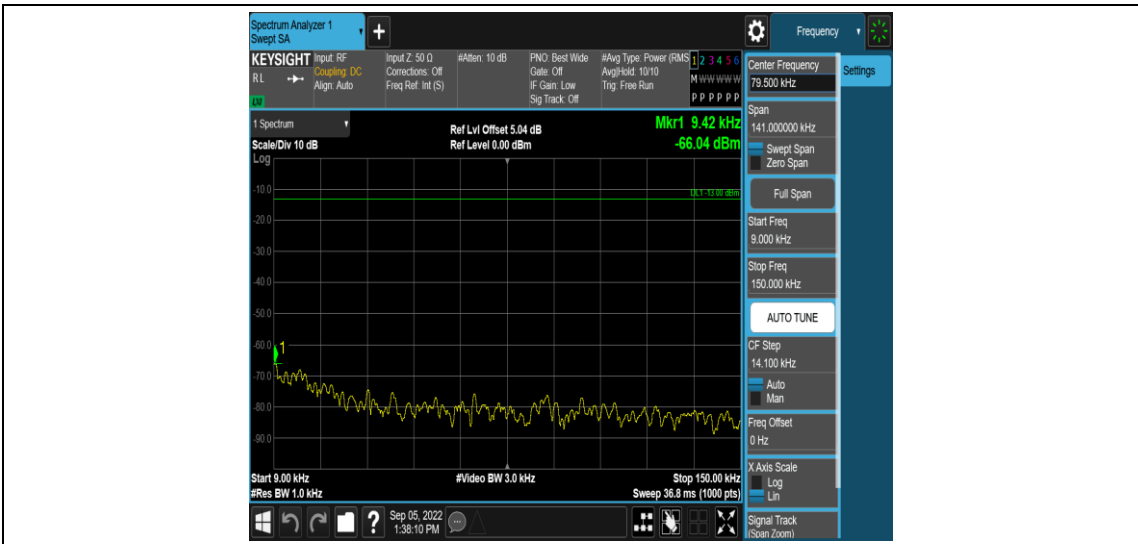 Spectrum Analyzer 1
Swept SA
+
Frequency
KEYSIGHT
RL
LXI
Input: RF
Coupling: DC
Align: Auto
Input Z: 50 Ω
Corrections: Off
Freq Ref: Int (S)
#Atten: 10 dB
PNO: Best Wide
Gate: Off
IF Gain: Low
Sig Track: Off
#Avg Type: Power (RMS
Avg|Hold: 10/10
Trig: Free Run
1 2 3 4 5 6
M W W W W W
P P P P P P
Center Frequency
79.500 kHz
Settings
Span
141.000000 kHz
Swept Span
Zero Span
Full Span
Start Freq
9.000 kHz
Stop Freq
150.000 kHz
AUTO TUNE
CF Step
14.100 kHz
Auto
Man
Freq Offset
0 Hz
X Axis Scale
Log
Lin
Signal Track
(Span Zoom)
1 Spectrum
Scale/Div 10 dB
Ref Lvl Offset 5.04 dB
Ref Level 0.00 dBm
Mkr1 9.42 kHz
-66.04 dBm
Log
DL1 -13.00 dBm
-10.0
-20.0
-30.0
-40.0
-50.0
-60.0
1
-70.0
-80.0
-90.0
Start 9.00 kHz
#Video BW 3.0 kHz
Stop 150.00 kHz
#Res BW 1.0 kHz
Sweep 36.8 ms (1000 pts)
?
Sep 05, 2022
1:38:10 PM